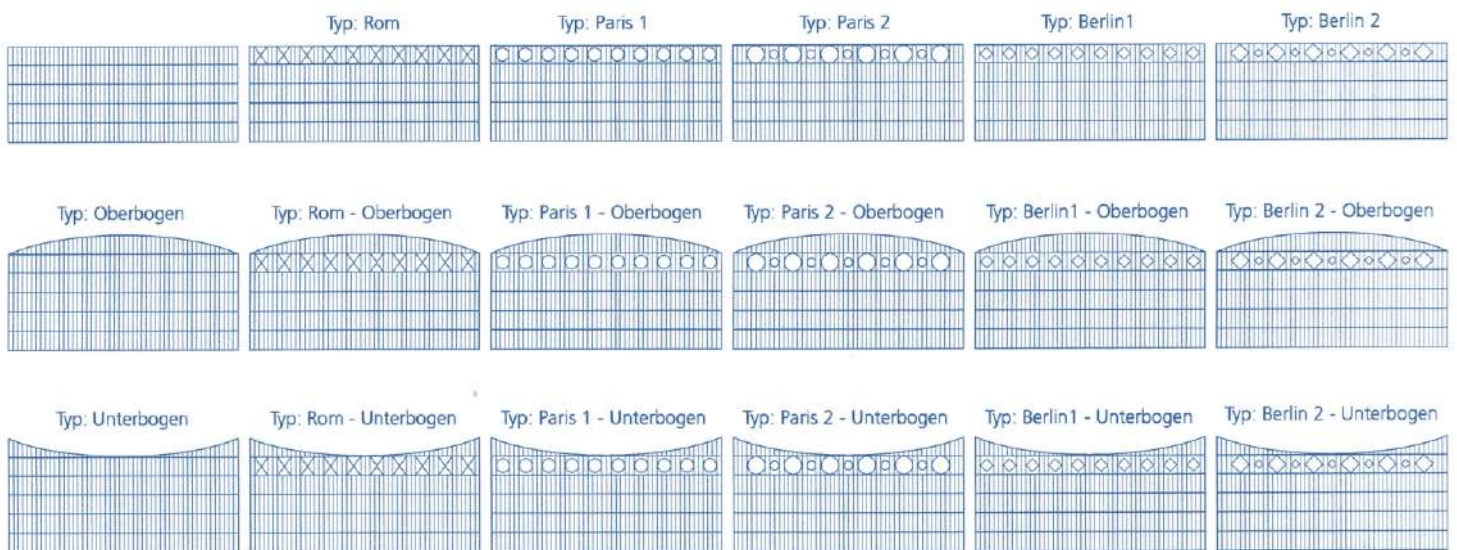 Typ: Rom
Typ: Paris 1
Typ: Paris 2
Typ: Berlin1
Typ: Berlin 2
Typ: Oberbogen
Typ: Rom - Oberbogen
Typ: Paris 1 - Oberbogen
Typ: Paris 2 - Oberbogen
Typ: Berlin1 - Oberbogen
Typ: Berlin 2 - Oberbogen
Typ: Unterbogen
Typ: Rom - Unterbogen
Typ: Paris 1 - Unterbogen
Typ: Paris 2 - Unterbogen
Typ: Berlin1 - Unterbogen
Typ: Berlin 2 - Unterbogen